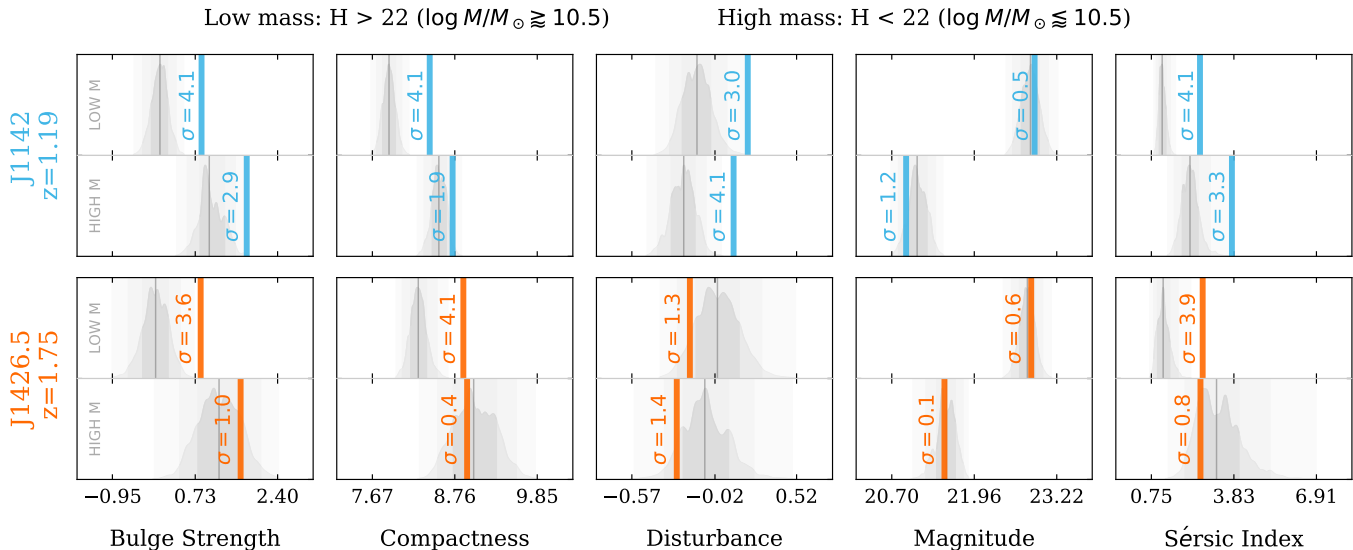 Low mass: H > 22 (log M/M⊙ ⪆ 10.5)
High mass: H < 22 (log M/M⊙ ⪅ 10.5)
J1142
z=1.19
LOW M
σ = 4.1
σ = 4.1
σ = 3.0
σ = 0.5
σ = 4.1
HIGH M
σ = 2.9
σ = 1.9
σ = 4.1
σ = 1.2
σ = 3.3
J1426.5
z=1.75
LOW M
σ = 3.6
σ = 4.1
σ = 1.3
σ = 0.6
σ = 3.9
HIGH M
σ = 1.0
σ = 0.4
σ = 1.4
σ = 0.1
σ = 0.8
−0.95 0.73 2.40
7.67 8.76 9.85
−0.57 −0.02 0.52
20.70 21.96 23.22
0.75 3.83 6.91
Bulge Strength
Compactness
Disturbance
Magnitude
Sérsic Index